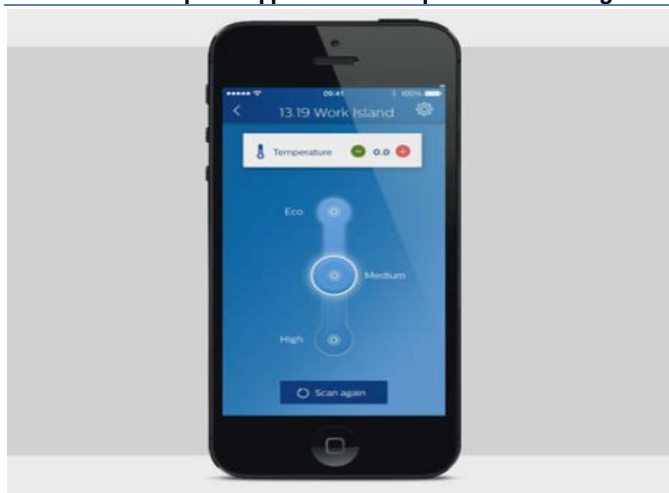 09:41 100%
13.19 Work Island
Temperature 0.0
Eco
Medium
High
Scan again